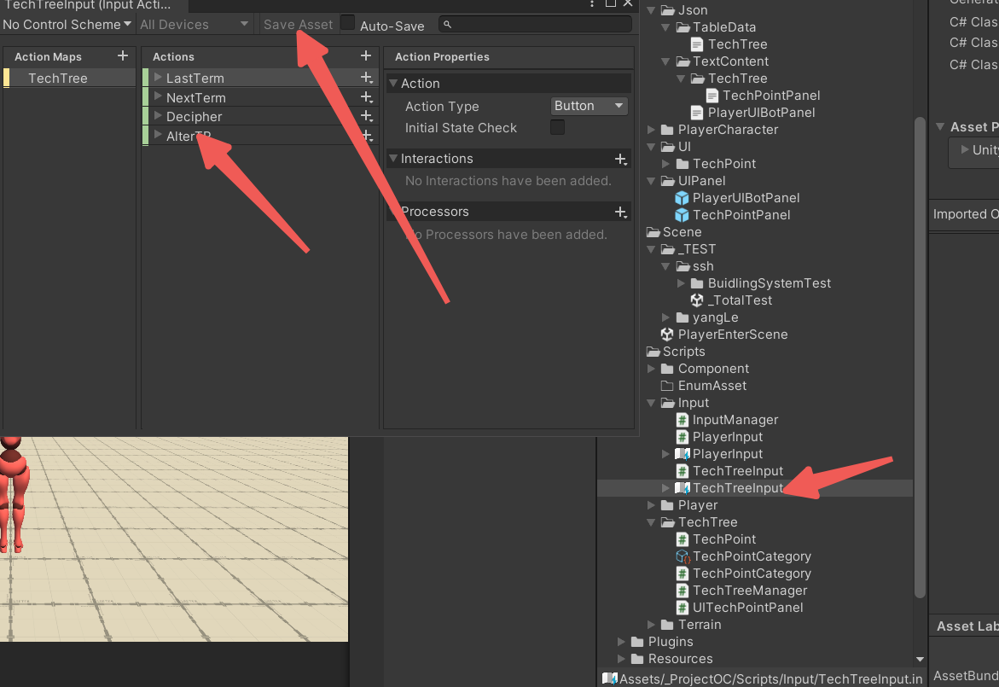 TechTreeInput (Input Acti...
No Control Scheme
All Devices
Save Asset
Auto-Save
Action Maps
TechTree
Actions
LastTerm
NextTerm
Decipher
AlterTP
Action Properties
Action
Action Type
Button
Initial State Check
Interactions
No Interactions have been added.
Processors
No Processors have been added.
Json
TableData
TechTree
TextContent
TechTree
TechPointPanel
PlayerUIBotPanel
PlayerCharacter
UI
TechPoint
UIPanel
PlayerUIBotPanel
TechPointPanel
Scene
_TEST
ssh
BuidlingSystemTest
_TotalTest
yangLe
PlayerEnterScene
Scripts
Component
EnumAsset
Input
InputManager
PlayerInput
PlayerInput
TechTreeInput
TechTreeInput
Player
TechTree
TechPoint
TechPointCategory
TechPointCategory
TechTreeManager
UITechPointPanel
Terrain
Plugins
Resources
Assets/_ProjectOC/Scripts/Input/TechTreeInput.in
C# Clas
C# Clas
C# Clas
Asset P
Unity
Imported O
Asset Lab
AssetBund